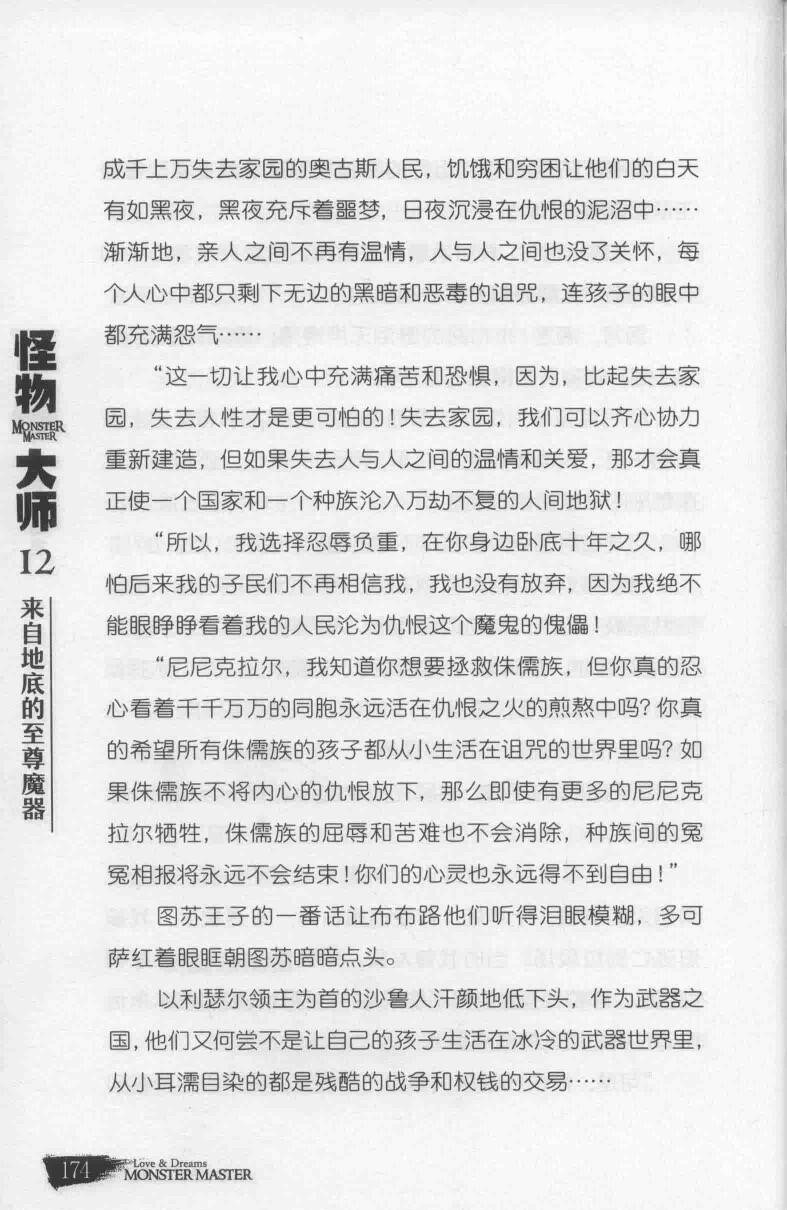 成千上万失去家园的奥古斯人民，饥饿和穷困让他们的白天
有如黑夜，黑夜充斥着噩梦，日夜沉浸在仇恨的泥沼中……
渐渐地，亲人之间不再有温情，人与人之间也没了关怀，每
个人心中都只剩下无边的黑暗和恶毒的诅咒，连孩子的眼中
都充满怨气……
“这一切让我心中充满痛苦和恐惧，因为，比起失去家
园，失去人性才是更可怕的！失去家园，我们可以齐心协力
重新建造，但如果失去人与人之间的温情和关爱，那才会真
正使一个国家和一个种族沦入万劫不复的人间地狱！
“所以，我选择忍辱负重，在你身边卧底十年之久，哪
怕后来我的子民们不再相信我，我也没有放弃，因为我绝不
能眼睁睁看着我的人民沦为仇恨这个魔鬼的傀儡！
“尼尼克拉尔，我知道你想要拯救侏儒族，但你真的忍
心看着千千万万的同胞永远活在仇恨之火的煎熬中吗？你真
的希望所有侏儒族的孩子都从小生活在诅咒的世界里吗？如
果侏儒族不将内心的仇恨放下，那么即使有更多的尼尼克
拉尔牺牲，侏儒族的屈辱和苦难也不会消除，种族间的冤
冤相报将永远不会结束！你们的心灵也永远得不到自由！”
图苏王子的一番话让布布路他们听得泪眼模糊，多可
萨红着眼眶朝图苏暗暗点头。
以利瑟尔领主为首的沙鲁人汗颜地低下头，作为武器之
国，他们又何尝不是让自己的孩子生活在冰冷的武器世界里，
从小耳濡目染的都是残酷的战争和权钱的交易……
怪物
MONSTER
MASTER
大师
12
来自地底的至尊魔器
174
Love & Dreams
MONSTER MASTER